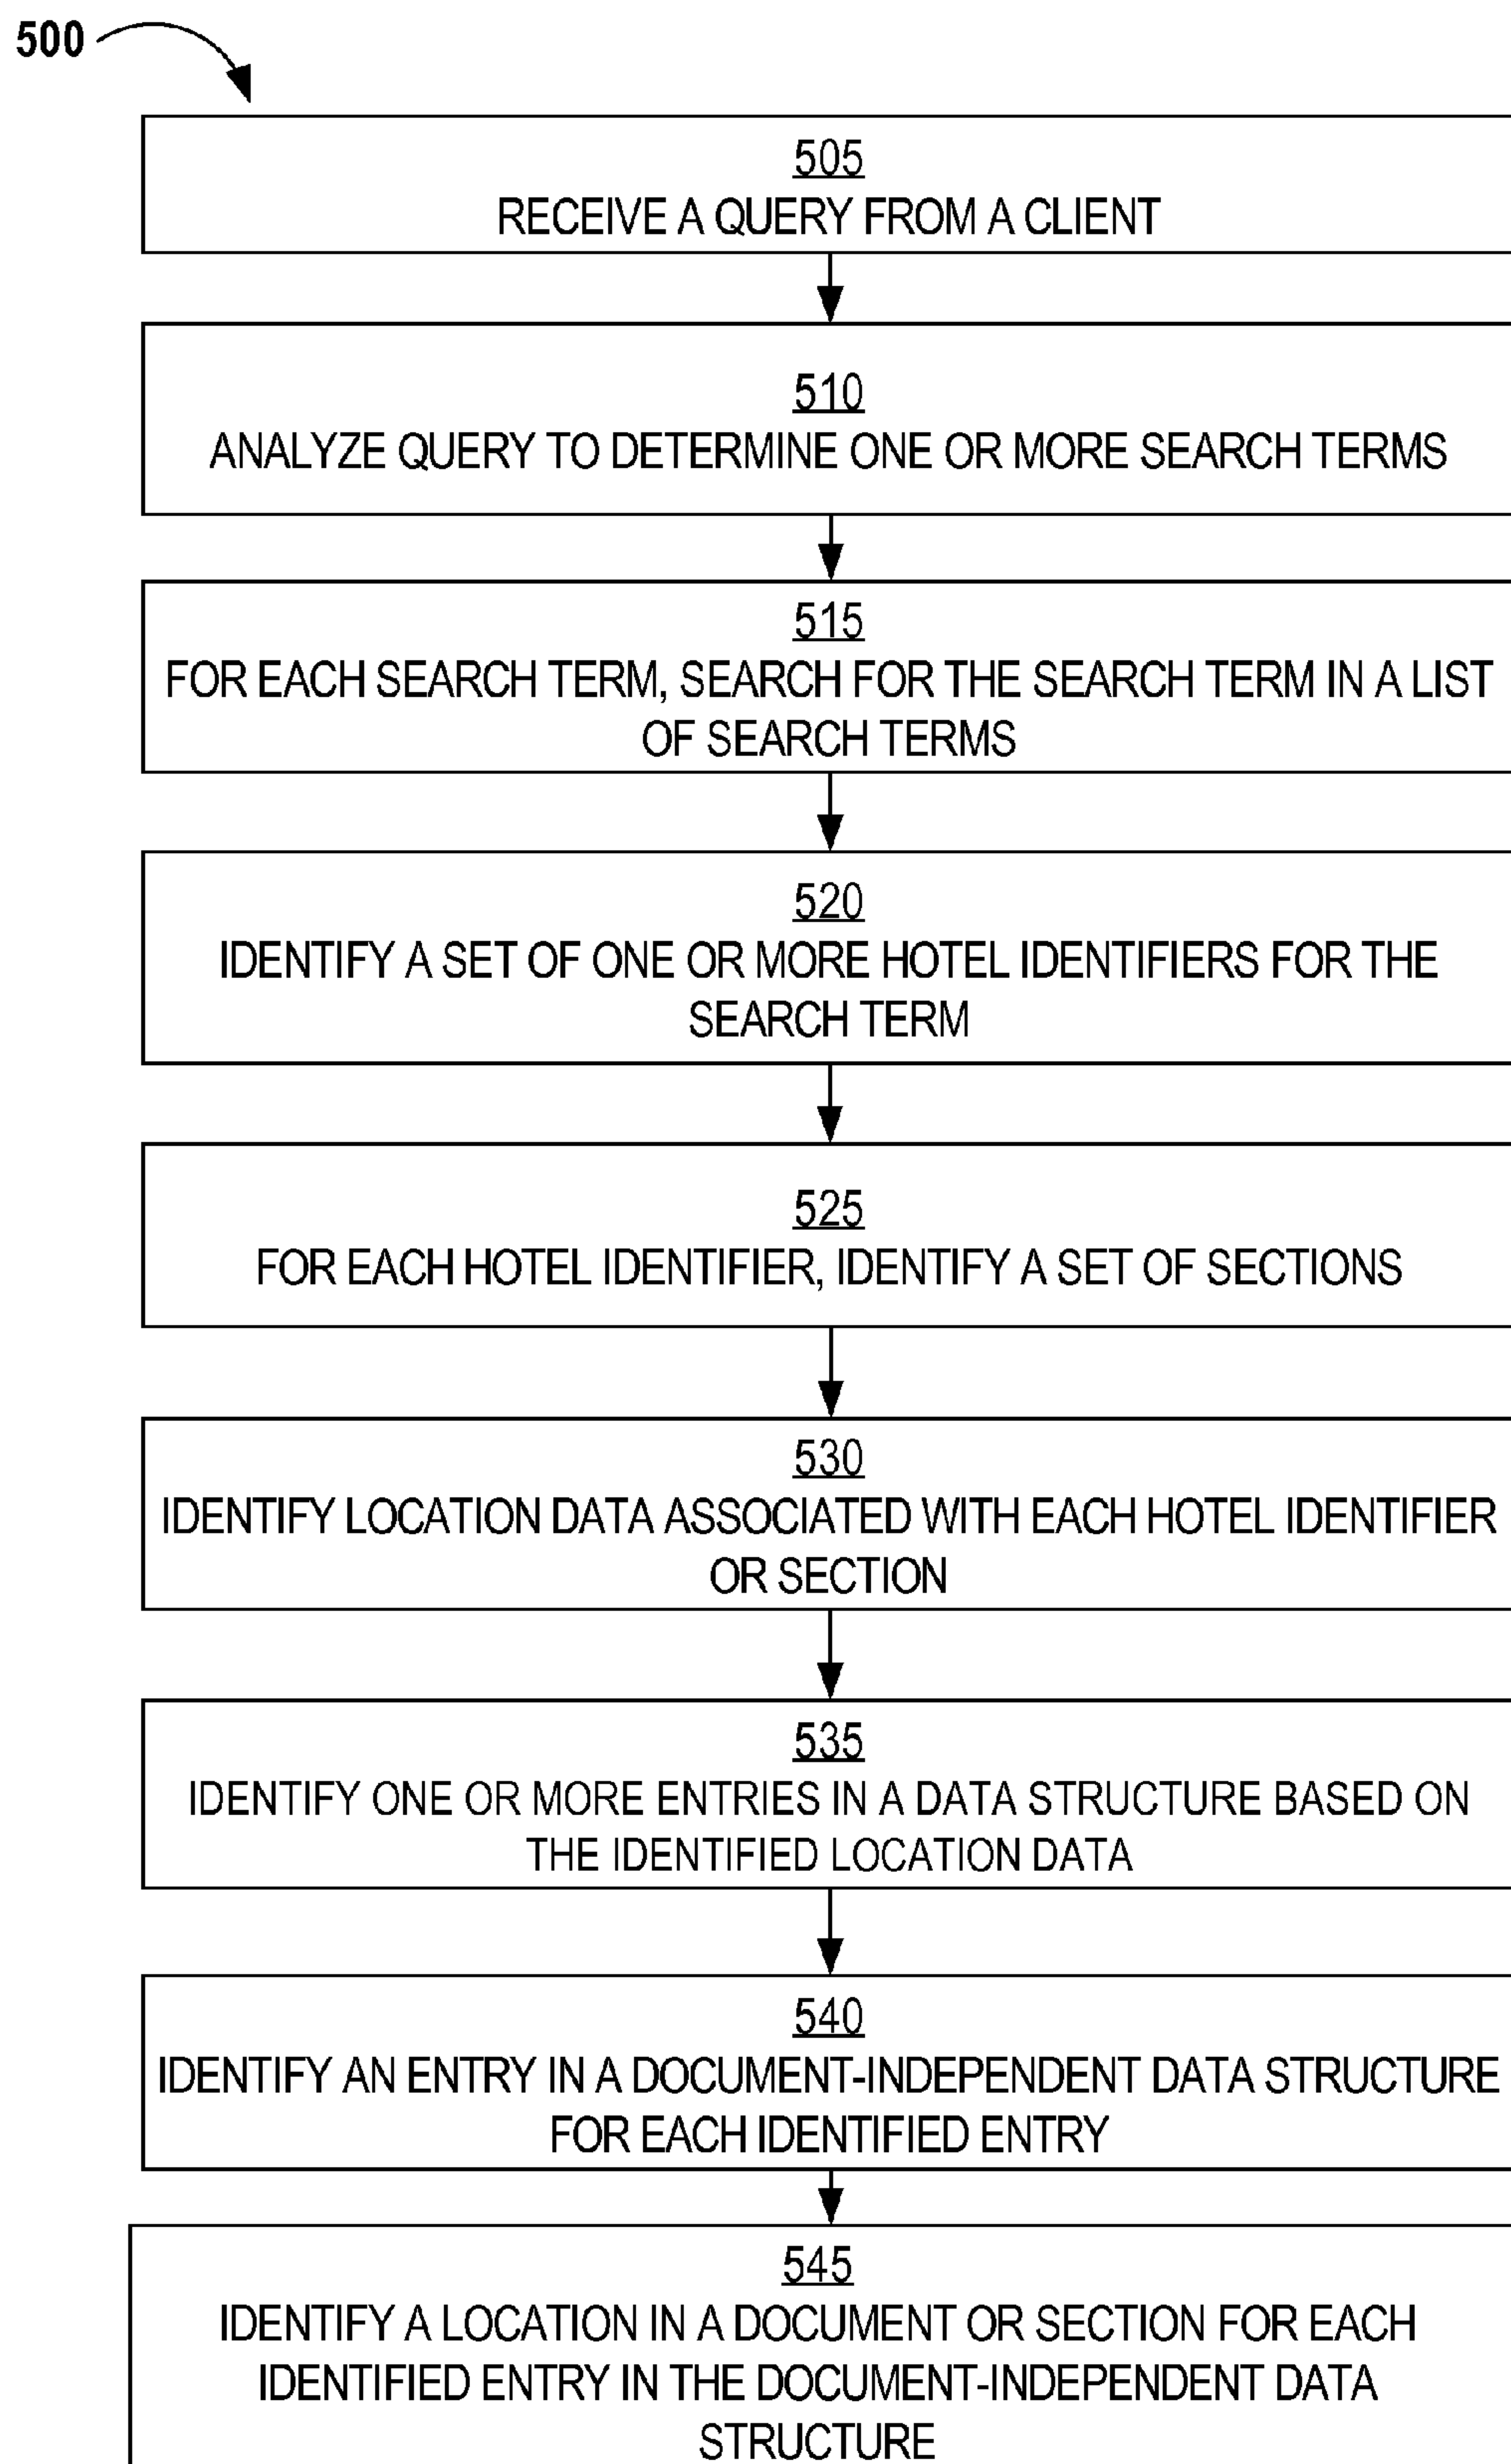 500
505
RECEIVE A QUERY FROM A CLIENT
510
ANALYZE QUERY TO DETERMINE ONE OR MORE SEARCH TERMS
515
FOR EACH SEARCH TERM, SEARCH FOR THE SEARCH TERM IN A LIST
OF SEARCH TERMS
520
IDENTIFY A SET OF ONE OR MORE HOTEL IDENTIFIERS FOR THE
SEARCH TERM
525
FOR EACH HOTEL IDENTIFIER, IDENTIFY A SET OF SECTIONS
530
IDENTIFY LOCATION DATA ASSOCIATED WITH EACH HOTEL IDENTIFIER
OR SECTION
535
IDENTIFY ONE OR MORE ENTRIES IN A DATA STRUCTURE BASED ON
THE IDENTIFIED LOCATION DATA
540
IDENTIFY AN ENTRY IN A DOCUMENT-INDEPENDENT DATA STRUCTURE
FOR EACH IDENTIFIED ENTRY
545
IDENTIFY A LOCATION IN A DOCUMENT OR SECTION FOR EACH
IDENTIFIED ENTRY IN THE DOCUMENT-INDEPENDENT DATA
STRUCTURE